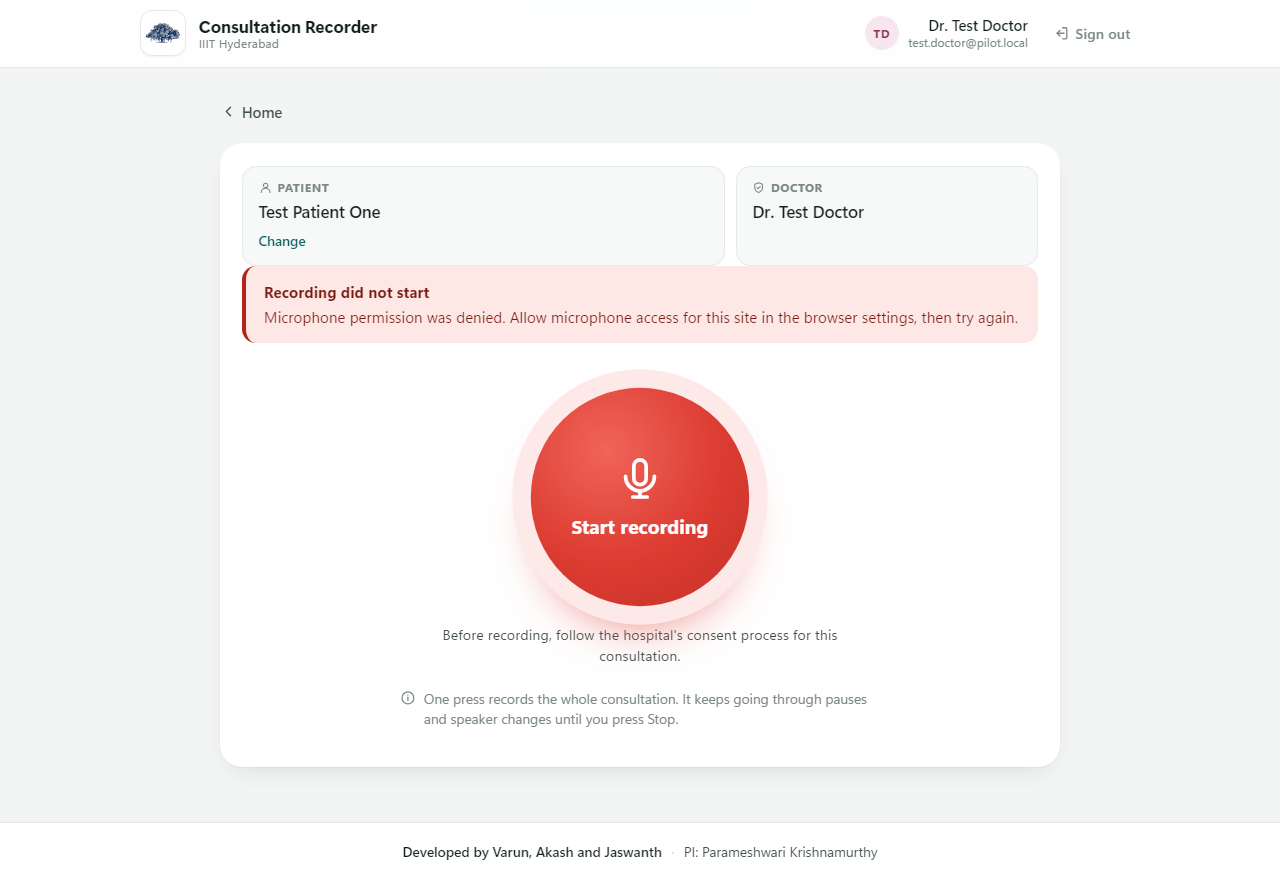 Consultation Recorder
IIIT Hyderabad
TD
Dr. Test Doctor
test.doctor@pilot.local
Sign out
Home
PATIENT
Test Patient One
Change
DOCTOR
Dr. Test Doctor
Recording did not start
Microphone permission was denied. Allow microphone access for this site in the browser settings, then try again.
Start recording
Before recording, follow the hospital's consent process for this
consultation.
One press records the whole consultation. It keeps going through pauses
and speaker changes until you press Stop.
Developed by Varun, Akash and Jaswanth · PI: Parameshwari Krishnamurthy